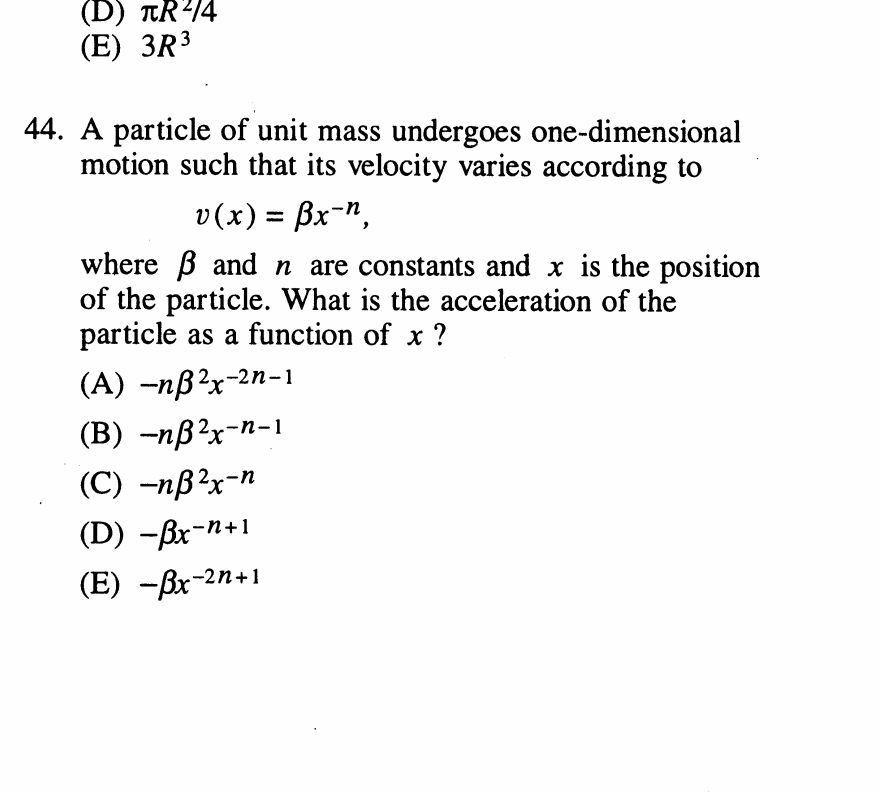 (D) πR²/4
(E) 3R³
44. A particle of unit mass undergoes one-dimensional
motion such that its velocity varies according to
v(x) = βx⁻ⁿ,
where β and n are constants and x is the position
of the particle. What is the acceleration of the
particle as a function of x ?
(A) −nβ²x⁻²ⁿ⁻¹
(B) −nβ²x⁻ⁿ⁻¹
(C) −nβ²x⁻ⁿ
(D) −βx⁻ⁿ⁺¹
(E) −βx⁻²ⁿ⁺¹